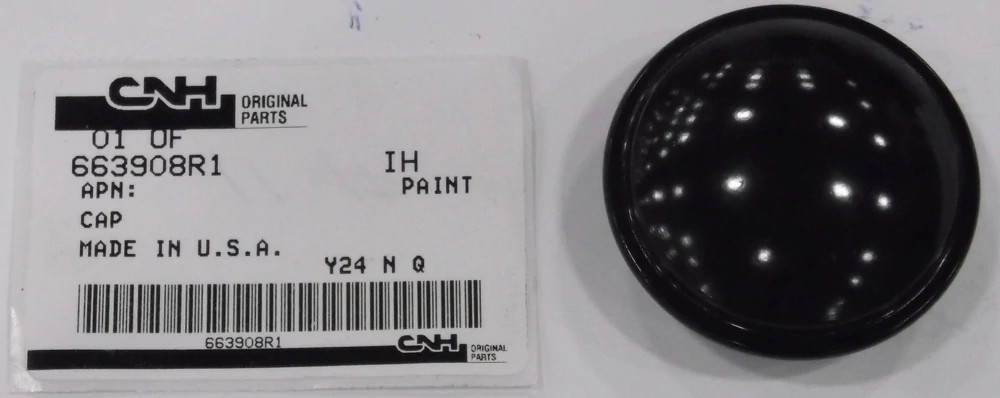 CNH ORIGINAL PARTS
01 OF
663908R1 IH
APN: PAINT
CAP
MADE IN U.S.A.
Y24 N Q
663908R1
CNH ORIGINAL PARTS